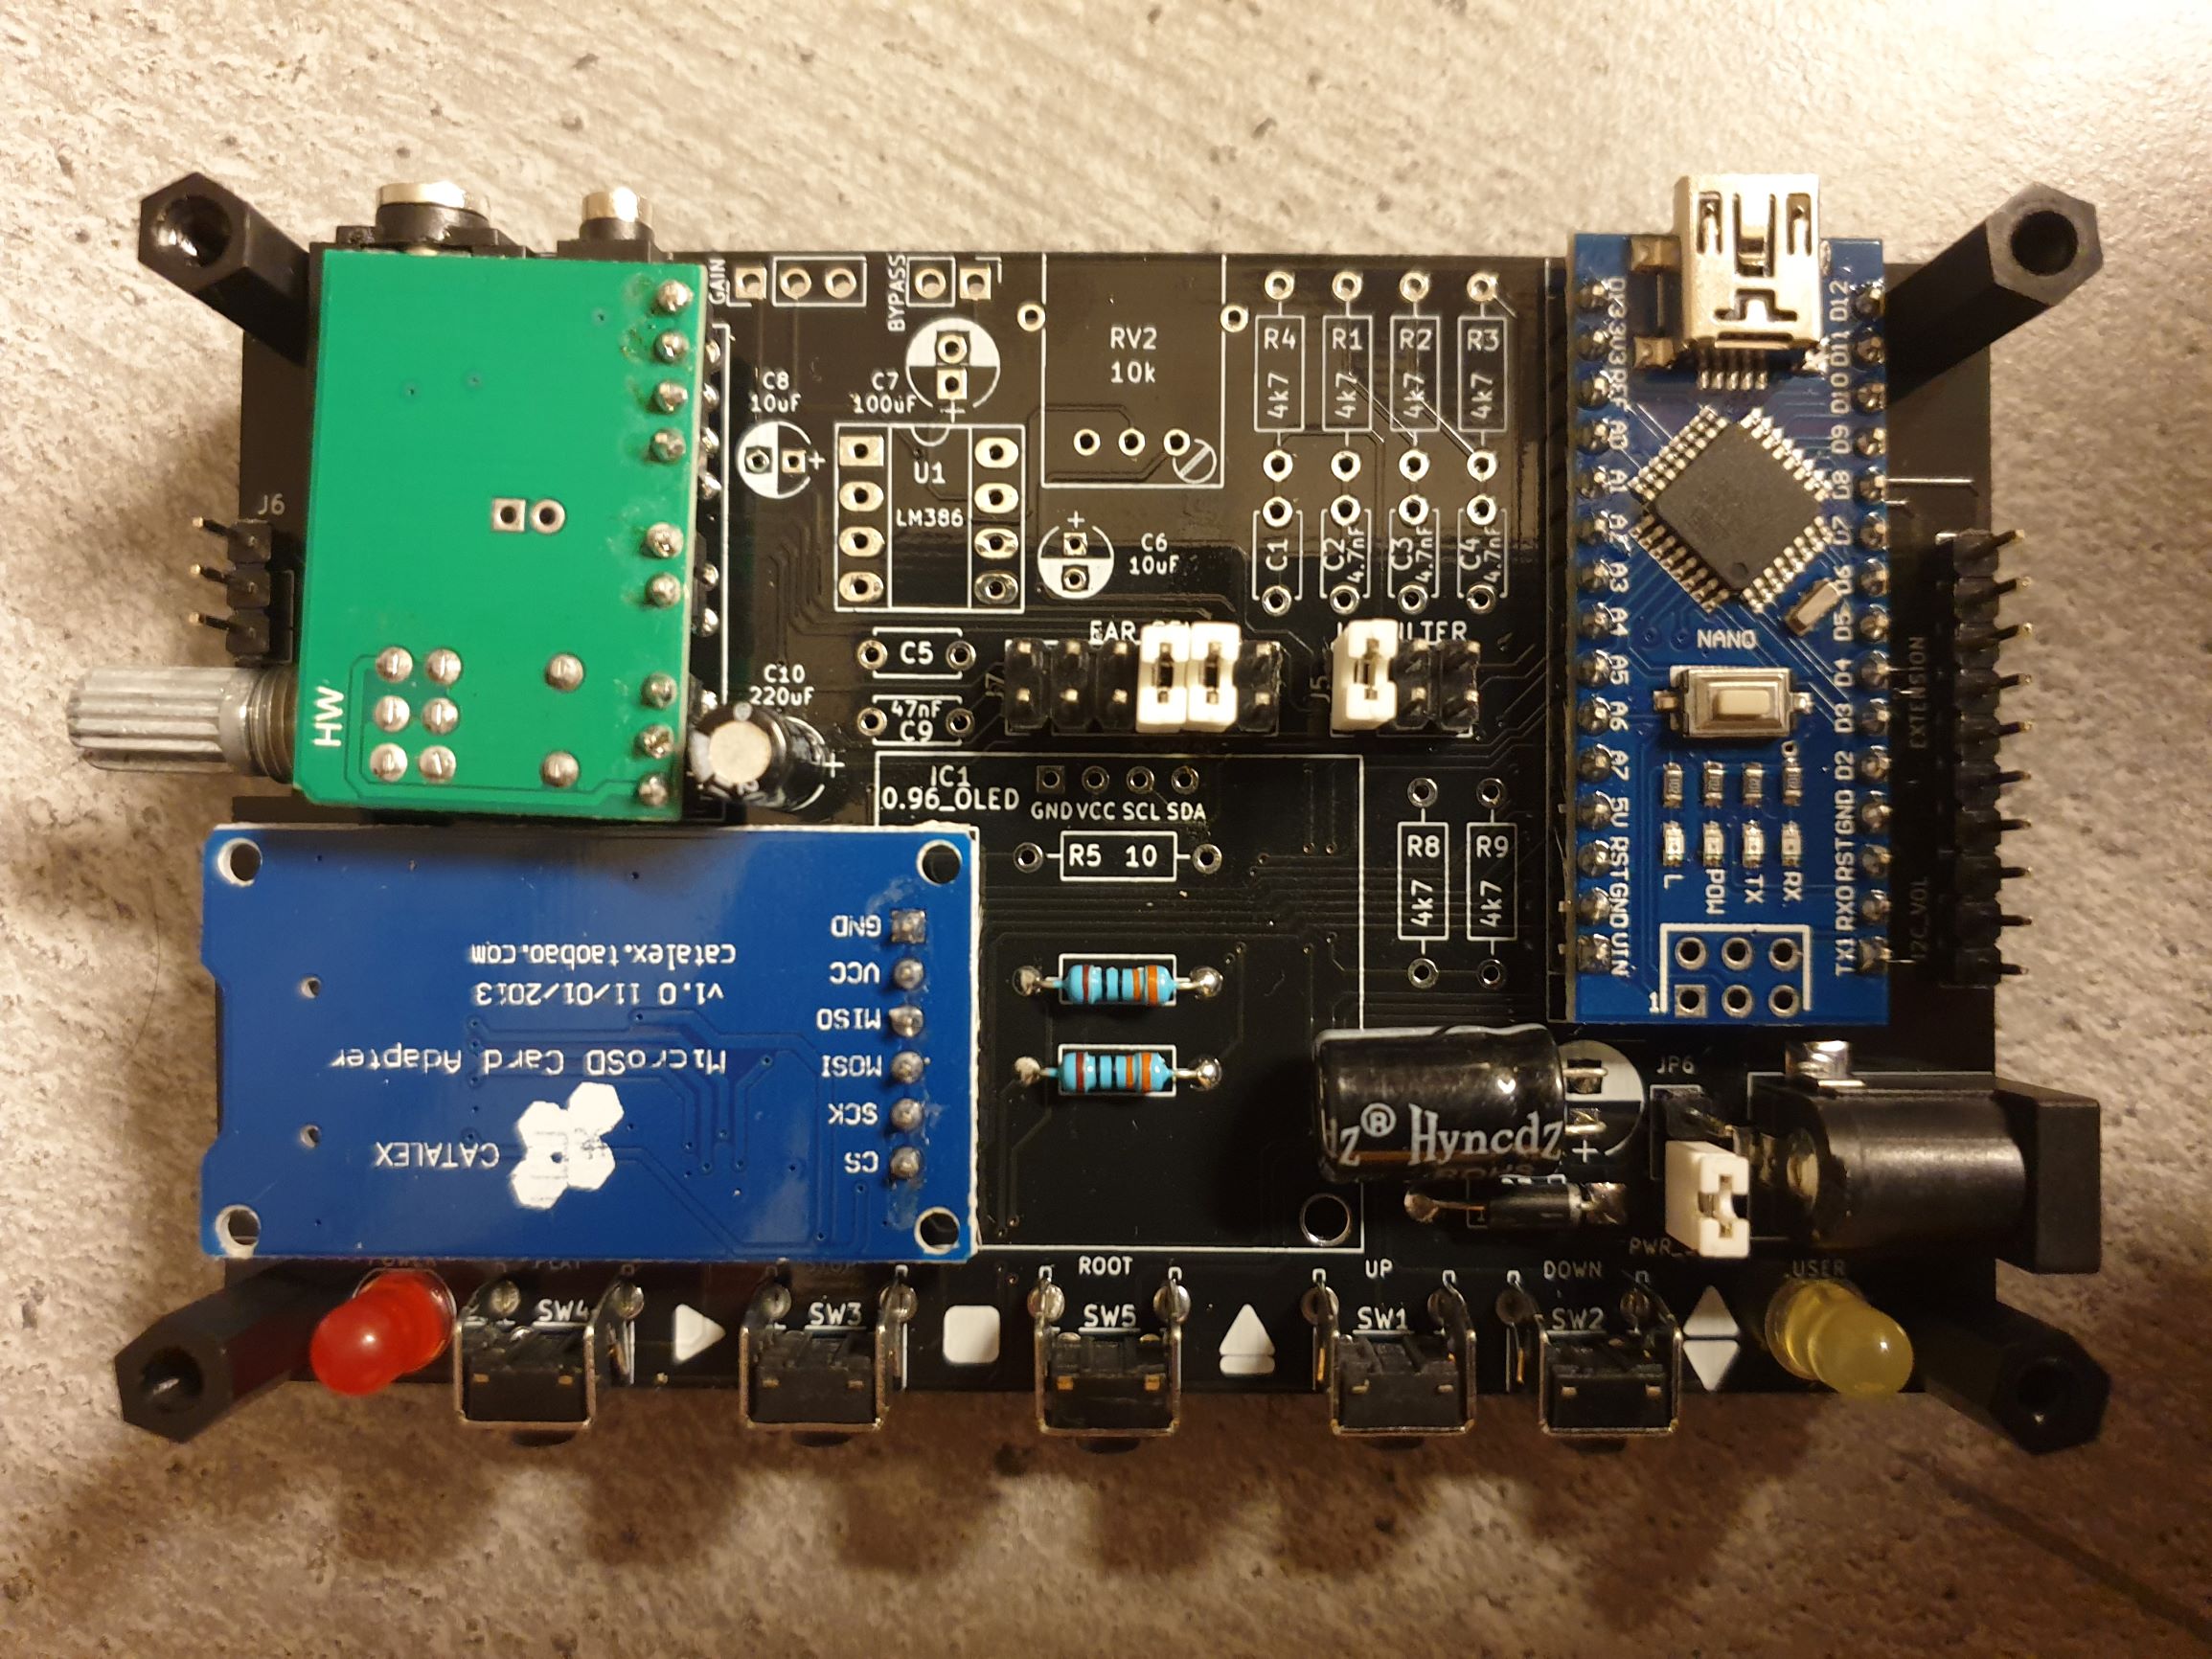 GAIN
BYPASS
RV2
10k
R4
4k7
R1
4k7
R2
4k7
R3
4k7
C8
10uF
C7
100uF
U1
LM386
C6
10uF
C1
C2
4.7nF
C3
4.7nF
C4
4.7nF
J6
HW
C10
220uF
C5
47nF
C9
J7
J5
IC1
0.96_OLED
GND VCC SCL SDA
R5 10
R8
4k7
R9
4k7
D13 3V3 REF A0 A1 A2 A3 A4 A5 A6 A7 5V RST GND VIN
D12 D11 D10 D9 D8 D7 D6 D5 D4 D3 D2 GND RST RX0 TX1
NANO
L
POW
TX
RX
1
EXTENSION
I2C_VOL
GND
VCC
MISO
MOSI
SCK
CS
catalex.taobao.com
v1.0 11/01/2013
MicroSD Card Adapter
CATALEX
z® Hyncdz
JP6
POWER
ROOT
UP
DOWN
USER
SW4
SW3
SW5
SW1
SW2